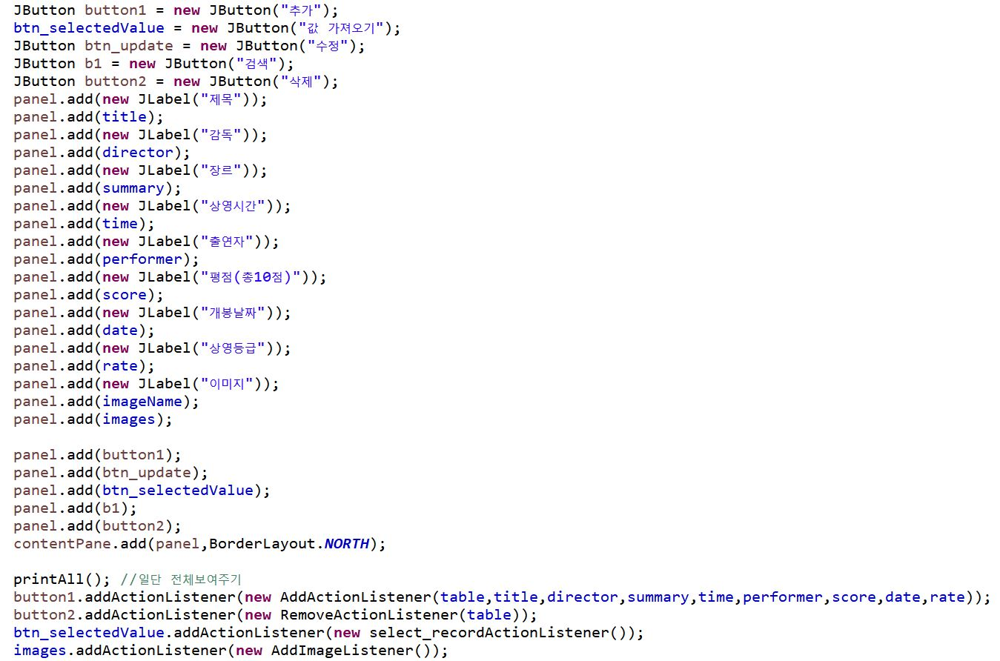 JButton button1 = new JButton("추가");
btn_selectedValue = new JButton("값 가져오기");
JButton btn_update = new JButton("수정");
JButton b1 = new JButton("검색");
JButton button2 = new JButton("삭제");
panel.add(new JLabel("제목"));
panel.add(title);
panel.add(new JLabel("감독"));
panel.add(director);
panel.add(new JLabel("장르"));
panel.add(summary);
panel.add(new JLabel("상영시간"));
panel.add(time);
panel.add(new JLabel("출연자"));
panel.add(performer);
panel.add(new JLabel("평점(총10점)"));
panel.add(score);
panel.add(new JLabel("개봉날짜"));
panel.add(date);
panel.add(new JLabel("상영등급"));
panel.add(rate);
panel.add(new JLabel("이미지"));
panel.add(imageName);
panel.add(images);

panel.add(button1);
panel.add(btn_update);
panel.add(btn_selectedValue);
panel.add(b1);
panel.add(button2);
contentPane.add(panel,BorderLayout.NORTH);

printAll(); //일단 전체보여주기
button1.addActionListener(new AddActionListener(table,title,director,summary,time,performer,score,date,rate));
button2.addActionListener(new RemoveActionListener(table));
btn_selectedValue.addActionListener(new select_recordActionListener());
images.addActionListener(new AddImageListener());